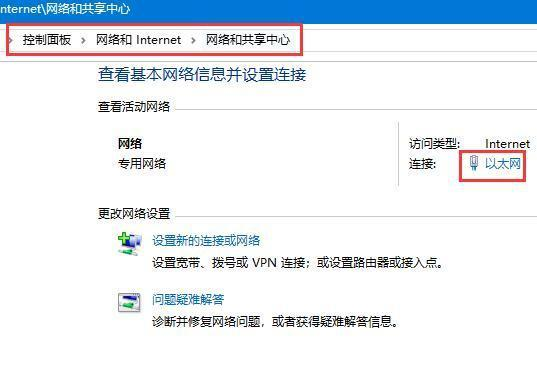 nternet\网络和共享中心
控制面板 > 网络和 Internet > 网络和共享中心
查看基本网络信息并设置连接
查看活动网络
网络
专用网络
访问类型: Internet
连接: 以太网
更改网络设置
设置新的连接或网络
设置宽带、拨号或 VPN 连接；或设置路由器或接入点。
问题疑难解答
诊断并修复网络问题，或者获得疑难解答信息。